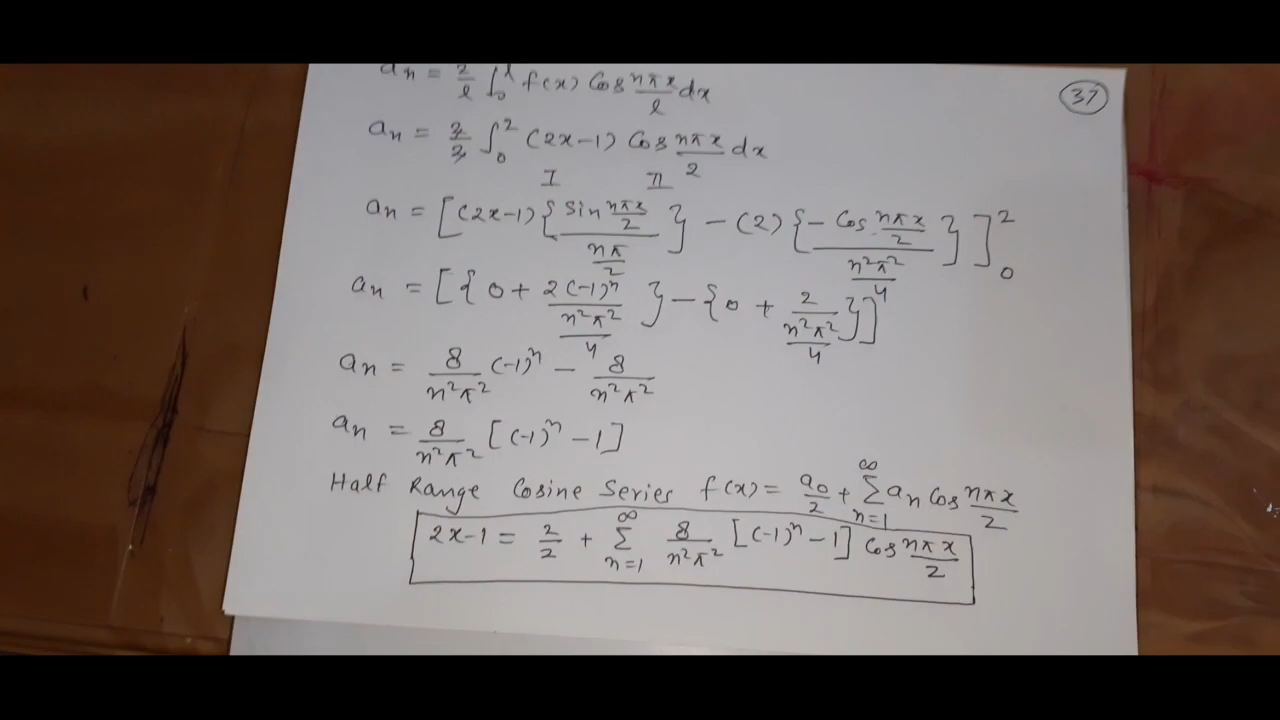 an = 2/l ∫₀ˡ f(x) Cos nπx/l dx
37
an = 2/2 ∫₀² (2x-1) Cos nπx/2 dx
I II
an = [(2x-1){sin nπx/2 / nπ/2} - (2){-Cos nπx/2 / n²π²/4}]₀²
an = [{0 + 2(-1)ⁿ / n²π²/4} - {0 + 2 / n²π²/4}]
an = 8/n²π² (-1)ⁿ - 8/n²π²
an = 8/n²π² [(-1)ⁿ - 1]
Half Range Cosine Series f(x) = a₀/2 + ∑ₙ₌₁^∞ an Cos nπx/2
2x-1 = 2/2 + ∑ₙ₌₁^∞ 8/n²π² [(-1)ⁿ - 1] Cos nπx/2